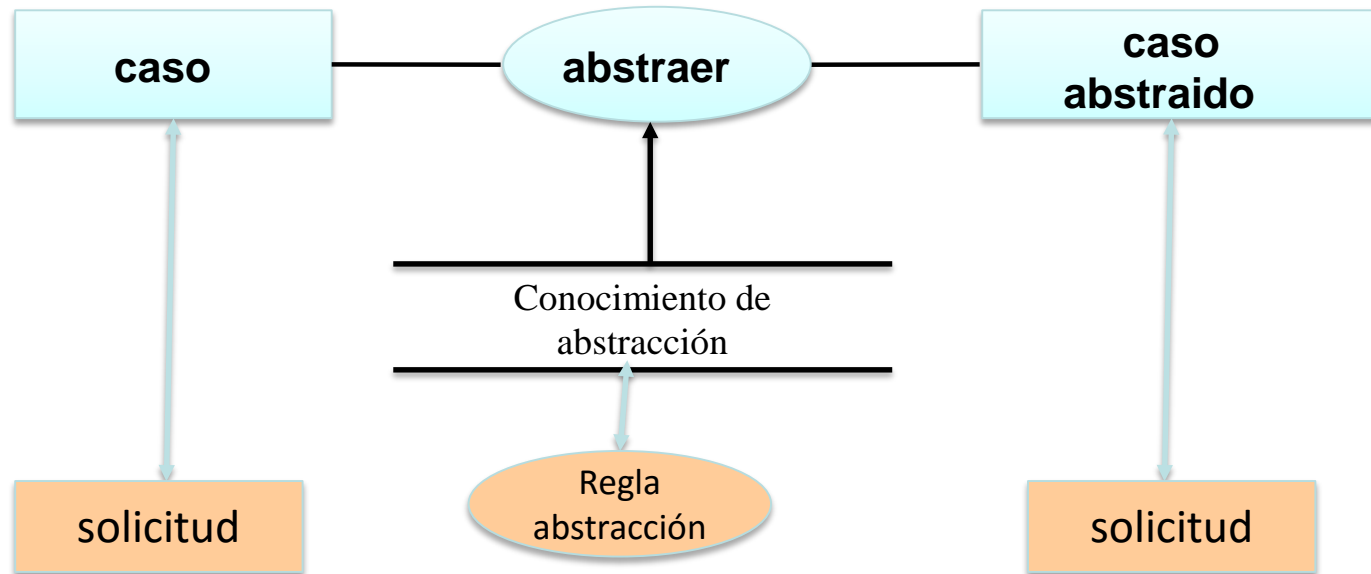 caso
abstraer
caso
abstraido
Conocimiento de
abstracción
solicitud
Regla
abstracción
solicitud